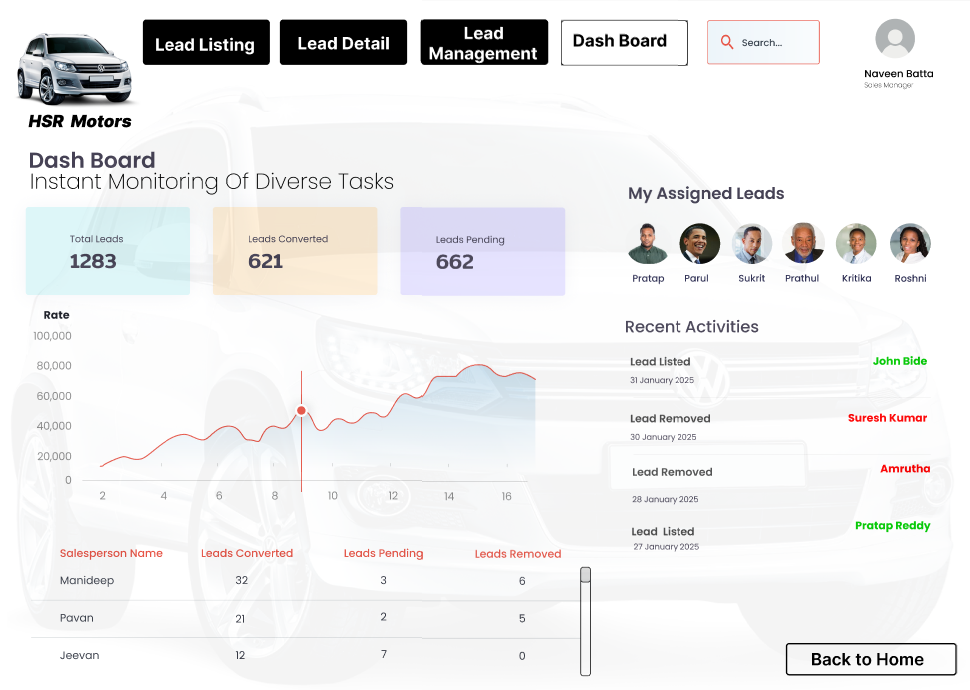 Lead Listing
Lead Detail
Lead
Management
Dash Board
Search...
Naveen Batta
Sales Manager
HSR Motors
Dash Board
Instant Monitoring Of Diverse Tasks
Total Leads
1283
Leads Converted
621
Leads Pending
662
My Assigned Leads
Pratap
Parul
Sukrit
Prathul
Kritika
Roshni
Rate
100,000
80,000
60,000
40,000
20,000
0
2 4 6 8 10 12 14 16
Recent Activities
Lead Listed John Bide
31 January 2025
Lead Removed Suresh Kumar
30 January 2025
Lead Removed Amrutha
28 January 2025
Lead Listed Pratap Reddy
27 January 2025
Salesperson Name Leads Converted Leads Pending Leads Removed
Manideep 32 3 6
Pavan 21 2 5
Jeevan 12 7 0
Back to Home